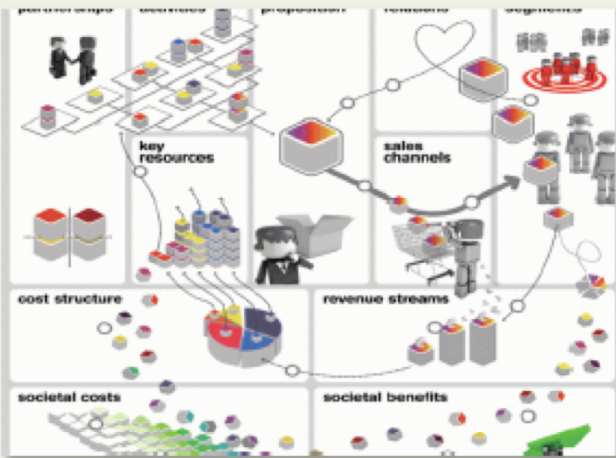 partnerships
activities
proposition
relations
segments
key
resources
sales
channels
cost structure
revenue streams
societal costs
societal benefits